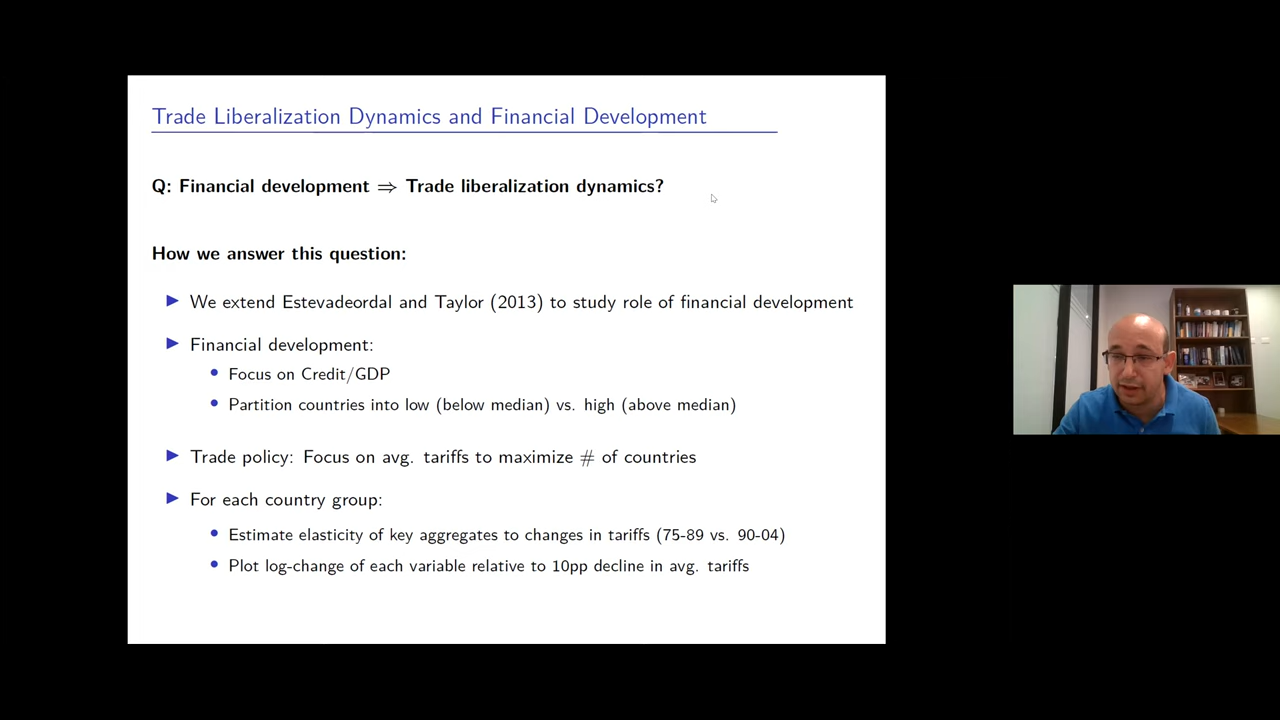 Trade Liberalization Dynamics and Financial Development
Q: Financial development ⇒ Trade liberalization dynamics?
How we answer this question:
▶ We extend Estevadeordal and Taylor (2013) to study role of financial development
▶ Financial development:
• Focus on Credit/GDP
• Partition countries into low (below median) vs. high (above median)
▶ Trade policy: Focus on avg. tariffs to maximize # of countries
▶ For each country group:
• Estimate elasticity of key aggregates to changes in tariffs (75-89 vs. 90-04)
• Plot log-change of each variable relative to 10pp decline in avg. tariffs